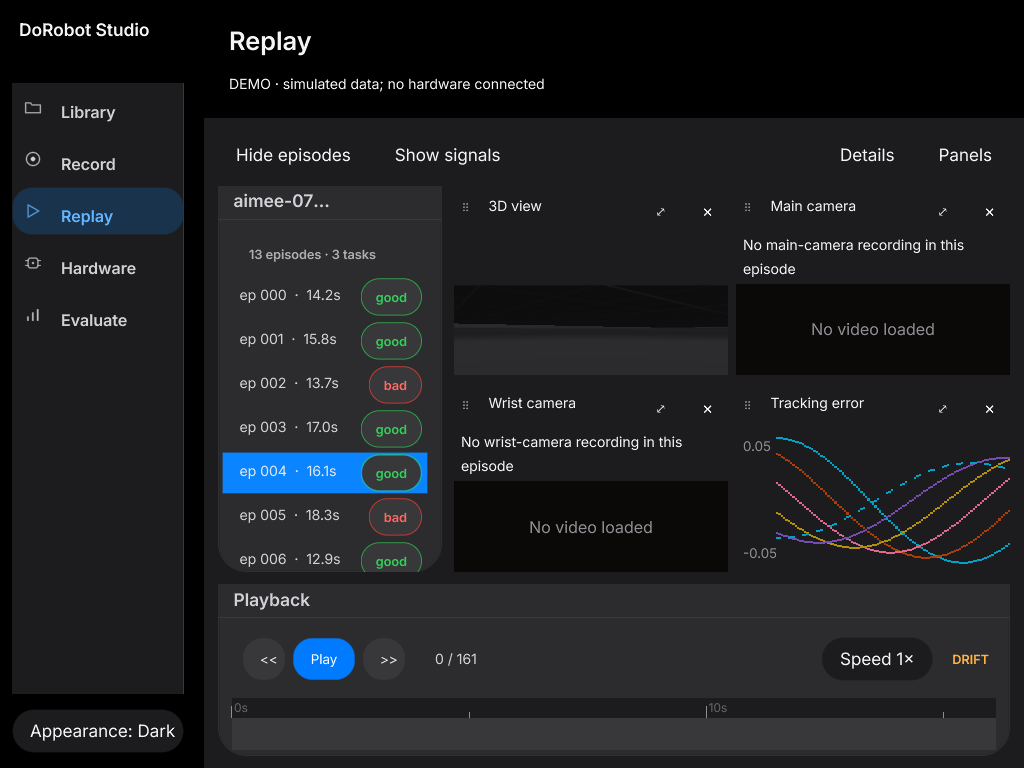 DoRobot Studio
Library
Record
Replay
Hardware
Evaluate
Appearance: Dark
Replay
DEMO · simulated data; no hardware connected
Hide episodes
Show signals
Details
Panels
aimee-07...
13 episodes · 3 tasks
ep 000 · 14.2s good
ep 001 · 15.8s good
ep 002 · 13.7s bad
ep 003 · 17.0s good
ep 004 · 16.1s good
ep 005 · 18.3s bad
ep 006 · 12.9s good
3D view
Main camera
No main-camera recording in this
episode
No video loaded
Wrist camera
No wrist-camera recording in this
episode
No video loaded
Tracking error
0.05
-0.05
Playback
<< Play >> 0 / 161
Speed 1×
DRIFT
0s
10s